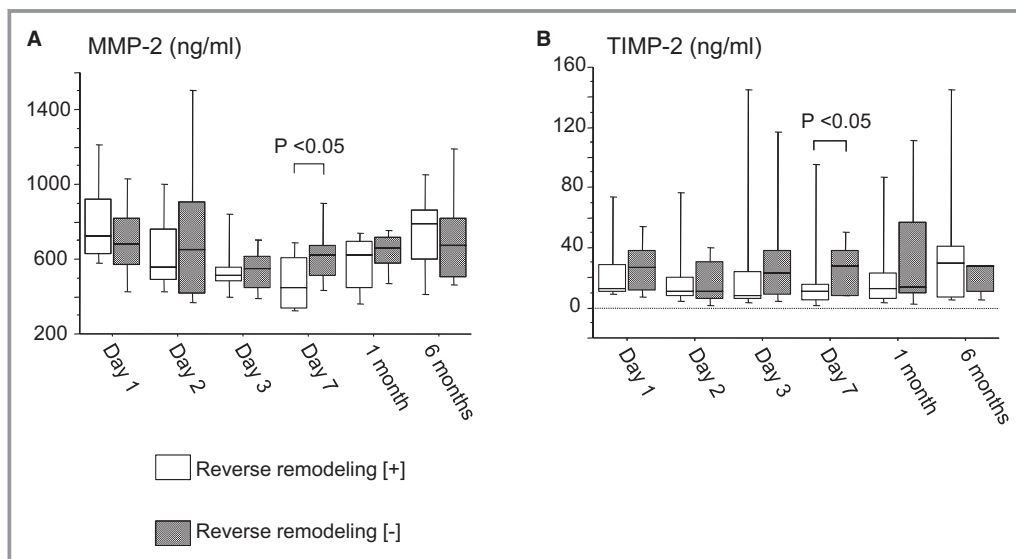 A MMP-2 (ng/ml)
1400
1000
600
200
P <0.05
Day 1
Day 2
Day 3
Day 7
1 month
6 months
B TIMP-2 (ng/ml)
160
120
80
40
0
P <0.05
Day 1
Day 2
Day 3
Day 7
1 month
6 months
Reverse remodeling [+]
Reverse remodeling [-]